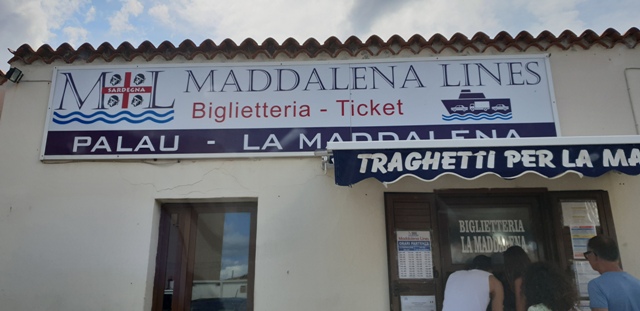 M L
SARDEGNA
MADDALENA LINES
Biglietteria - Ticket
PALAU - LA MADDALENA
TRAGHETTI PER LA MA
BIGLIETTERIA
LA MADDALENA